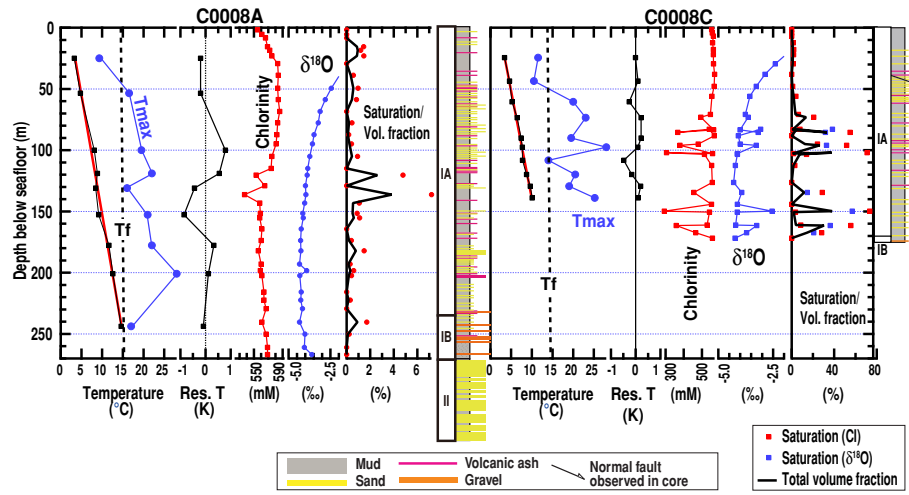 C0008A
C0008C
Depth below seafloor (m)
0
50
100
150
200
250
Tmax
Tf
Chlorinity
δ¹⁸O
Saturation/
Vol. fraction
IA
IB
II
0 5 10 15 20 25
Temperature
(°C)
-1 0 1
Res. T
(K)
550 590
(mM)
-5.0 -2.5
(‰)
0 2 4 6
(%)
Tmax
Tf
Chlorinity
δ¹⁸O
Saturation/
Vol. fraction
IA
IB
0 5 10 15 20 25
Temperature
(°C)
-1 0 1
Res. T
(K)
300 500
(mM)
-5.0 -2.5
(‰)
0 20 40 60 80
(%)
Mud
Sand
Volcanic ash
Gravel
Normal fault
observed in core
Saturation (Cl)
Saturation (δ¹⁸O)
Total volume fraction